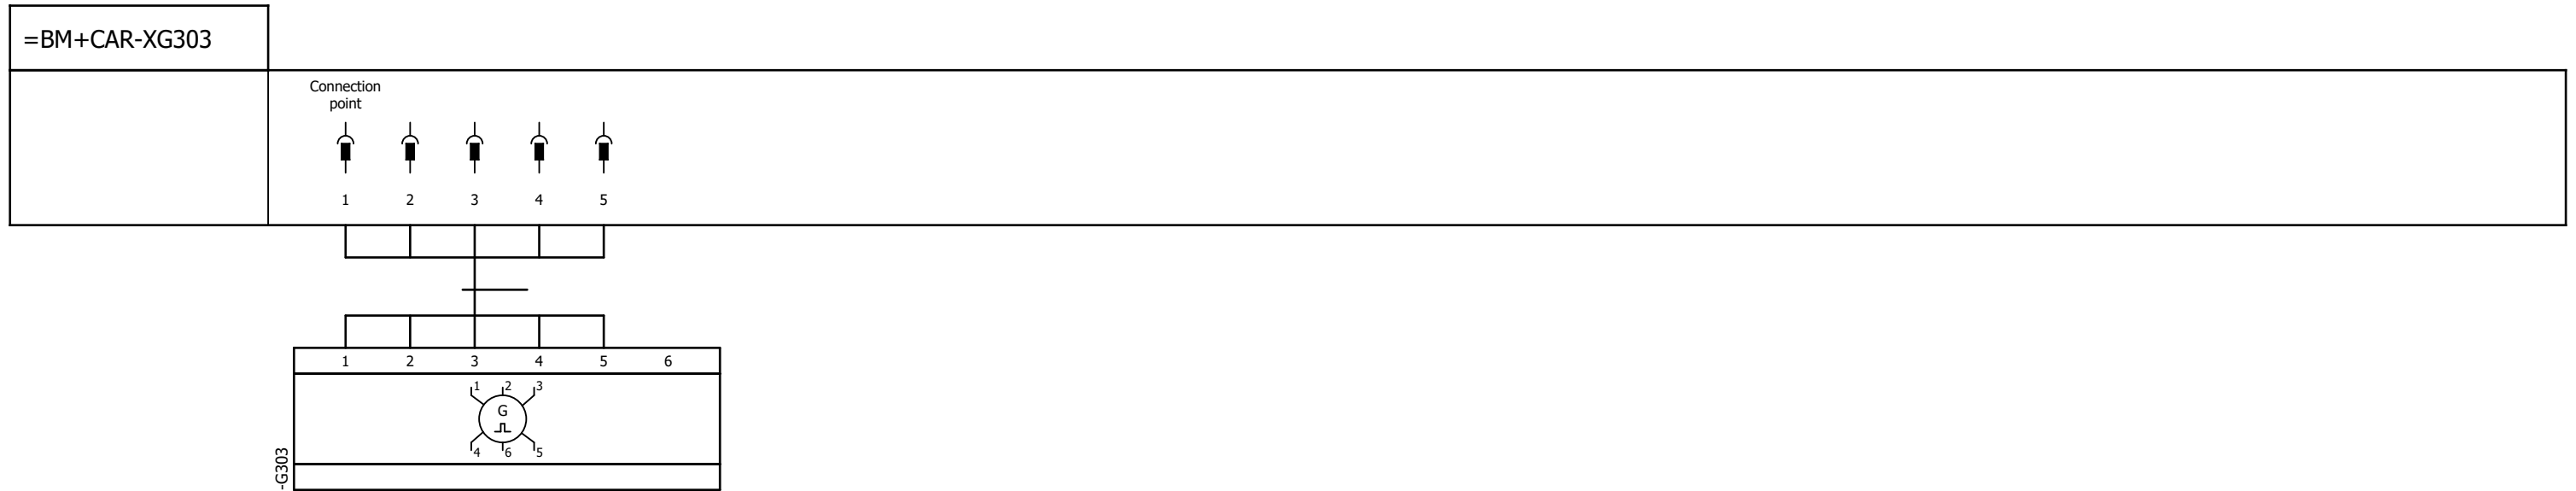 =BM+CAR-XG303
Connection
point
1 2 3 4 5
1 2 3 4 5 6
1 2 3
G
4 6 5
-G303